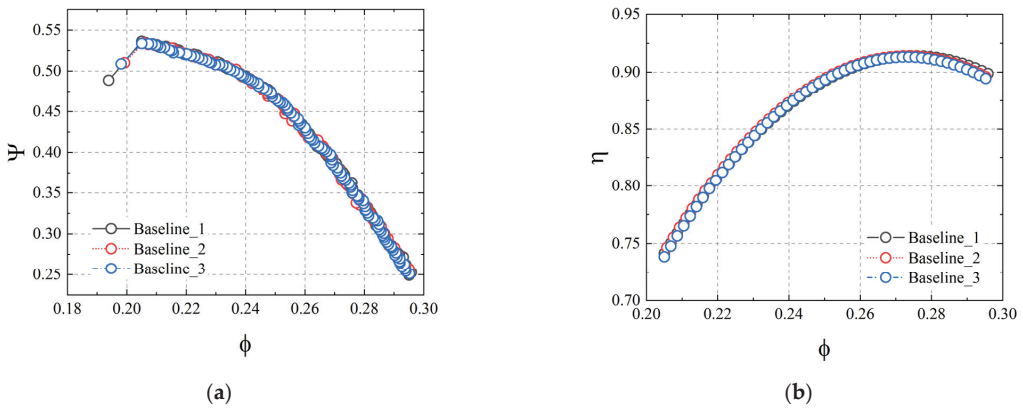 0.55
0.50
0.45
0.40
0.35
0.30
0.25
Ψ
Baseline_1
Baseline_2
Baseline_3
0.18 0.20 0.22 0.24 0.26 0.28 0.30
ϕ
(a)
0.95
0.90
0.85
0.80
0.75
0.70
η
Baseline_1
Baseline_2
Baseline_3
0.20 0.22 0.24 0.26 0.28 0.30
ϕ
(b)